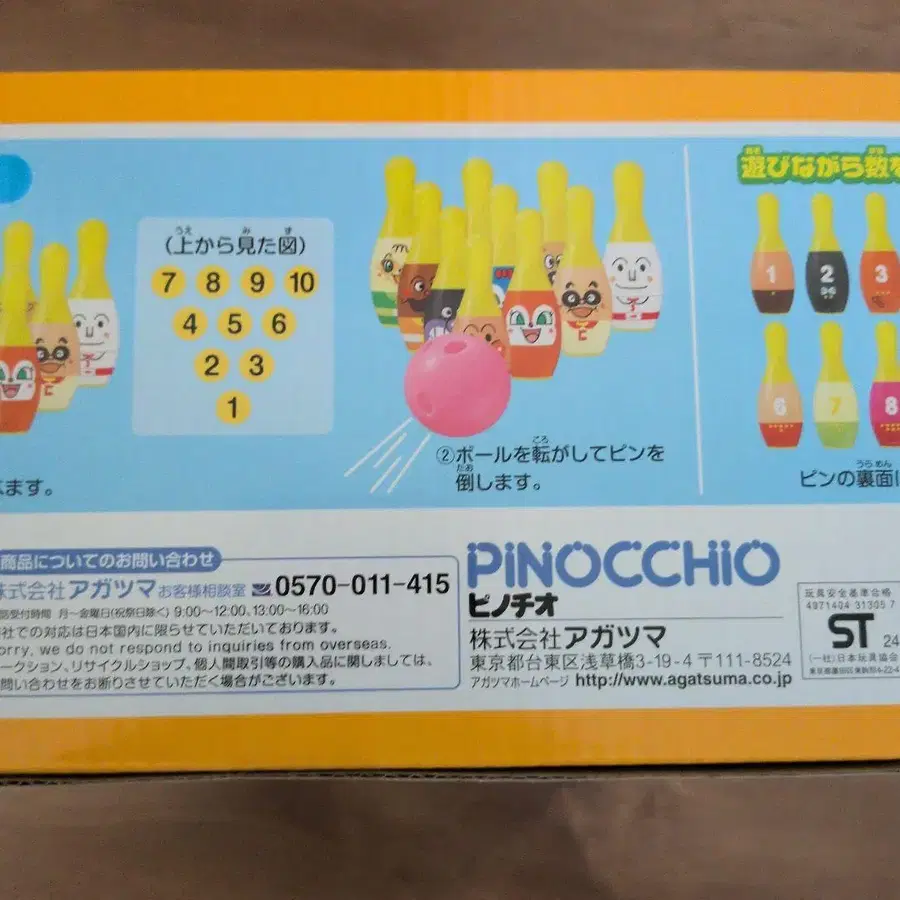 遊びながら数を
(上から見た図)
7 8 9 10
4 5 6
2 3
1
1 2 3
6 7 8
ます。
②ボールを転がしてピンを
倒します。
ピンの裏面に
商品についてのお問い合わせ
株式会社アガツマお客様相談室 0570-011-415
受付時間 月〜金曜日(祝祭日除く) 9:00〜12:00、13:00〜16:00
社での対応は日本国内に限らせていただいております。
orry, we do not respond to inquiries from overseas.
ークション、リサイクルショップ、個人間取引等の購入品に関しましては、
問い合わせをお断りさせていただく場合がございます。
PINOCCHIO
ピノチオ
株式会社アガツマ
東京都台東区浅草橋3-19-4 〒111-8524
アガツマホームページ http://www.agatsuma.co.jp
玩具安全基準合格
4971404 31305 7
ST 24
(一社)日本玩具協会